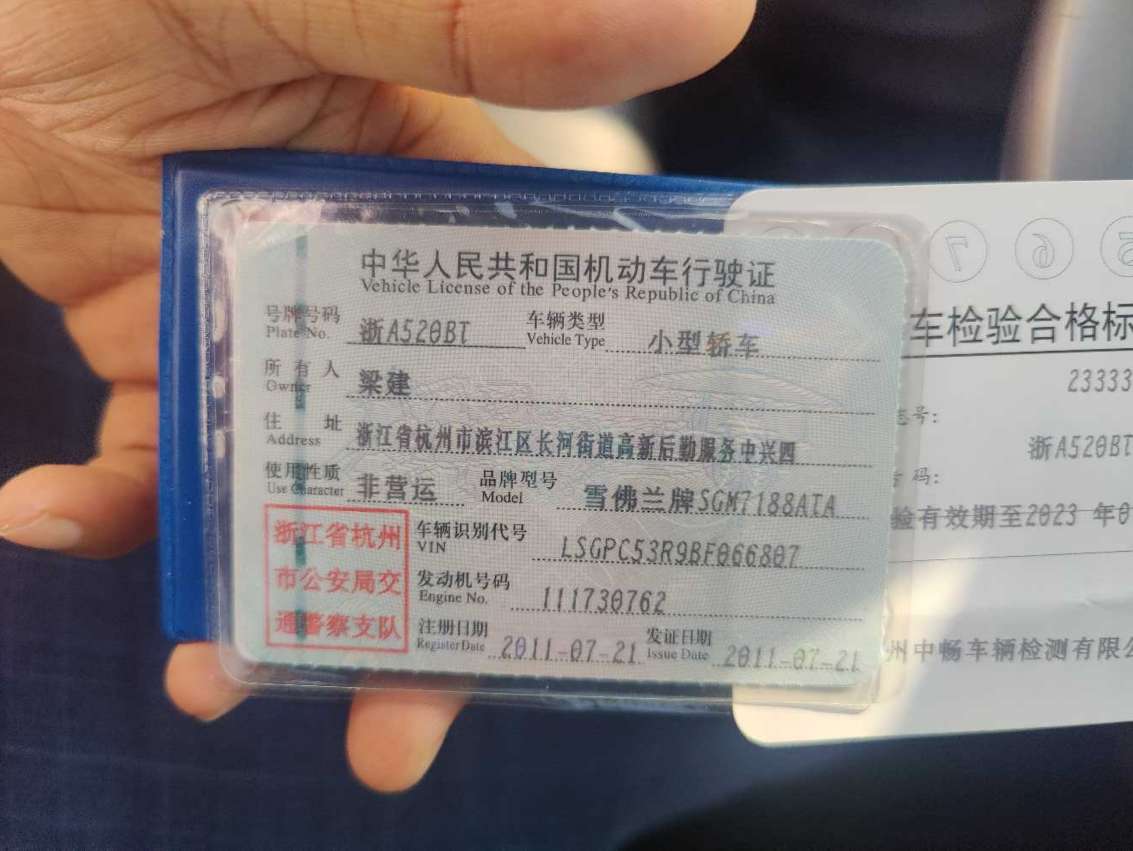 中华人民共和国机动车行驶证
Vehicle License of the People's Republic of China
号牌号码 浙A520BT 车辆类型 小型轿车
Plate No. Vehicle Type
所有人 梁建
Owner
住址 浙江省杭州市滨江区长河街道高新后勤服务中兴四
Address
使用性质 非营运 品牌型号 雪佛兰牌SGM7188ATA
Use Character Model
浙江省杭州
市公安局交
通警察支队
车辆识别代号 LSGPC53R9BF066807
VIN
发动机号码 111730762
Engine No.
注册日期 2011-07-21 发证日期 2011-07-21
Register Date Issue Date
7 6 5
车检验合格标
23333
号:
浙A520BT
码:
验有效期至2023 年0
州中畅车辆检测有限公